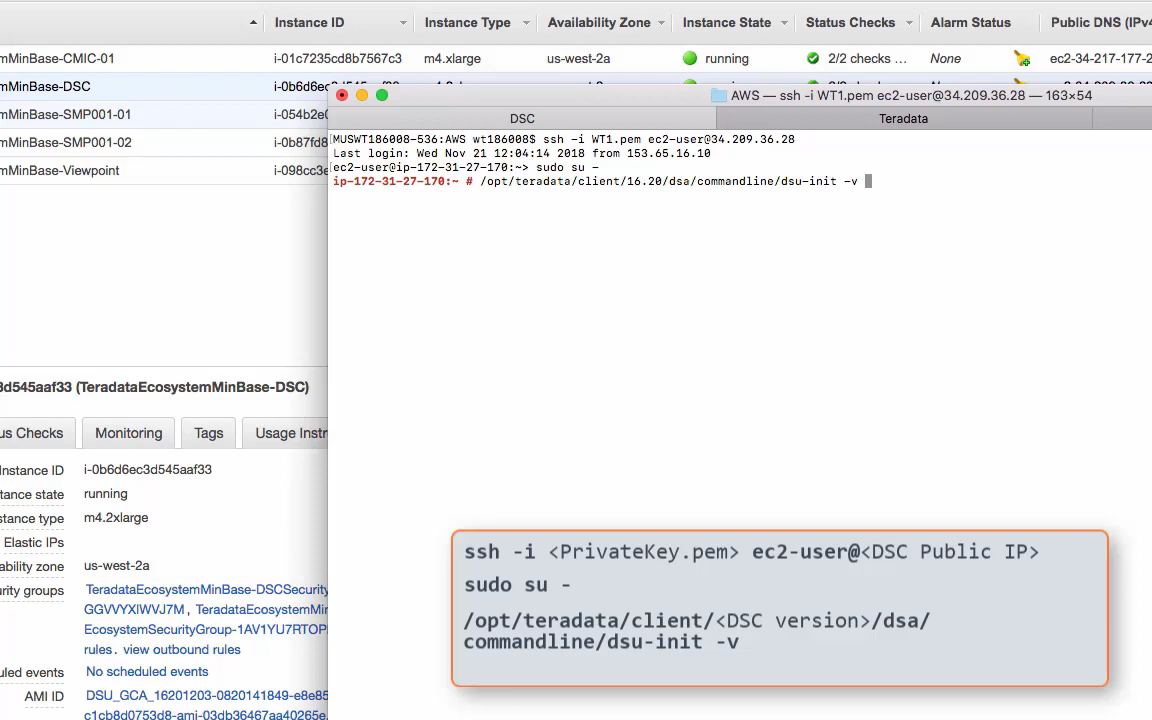 Instance ID Instance Type Availability Zone Instance State Status Checks Alarm Status Public DNS (IPv4
mMinBase-CMIC-01 i-01c7235cd8b7567c3 m4.xlarge us-west-2a running 2/2 checks ... None ec2-34-217-177-2
mMinBase-DSC i-0b6d6ec
mMinBase-SMP001-01 i-054b2e0
mMinBase-SMP001-02 i-0b87fd8
mMinBase-Viewpoint i-098cc3e
AWS — ssh -i WT1.pem ec2-user@34.209.36.28 — 163×54
DSC Teradata
MUSWT186008-536:AWS wt186008$ ssh -i WT1.pem ec2-user@34.209.36.28
Last login: Wed Nov 21 12:04:14 2018 from 153.65.16.10
ec2-user@ip-172-31-27-170:~> sudo su -
ip-172-31-27-170:~ # /opt/teradata/client/16.20/dsa/commandline/dsu-init -v
3d545aaf33 (TeradataEcosystemMinBase-DSC)
us Checks Monitoring Tags Usage Instr
Instance ID i-0b6d6ec3d545aaf33
stance state running
stance type m4.2xlarge
Elastic IPs
ability zone us-west-2a
urity groups TeradataEcosystemMinBase-DSCSecurity
GGVVYXIWVJ7M, TeradataEcosystemMin
EcosystemSecurityGroup-1AV1YU7RTOP
rules. view outbound rules
uled events No scheduled events
AMI ID DSU_GCA_16201203-0820141849-e8e85
c1cb8d0753d8-ami-03db36467aa40265e.
ssh -i <PrivateKey.pem> ec2-user@<DSC Public IP>
sudo su -
/opt/teradata/client/<DSC version>/dsa/
commandline/dsu-init -v